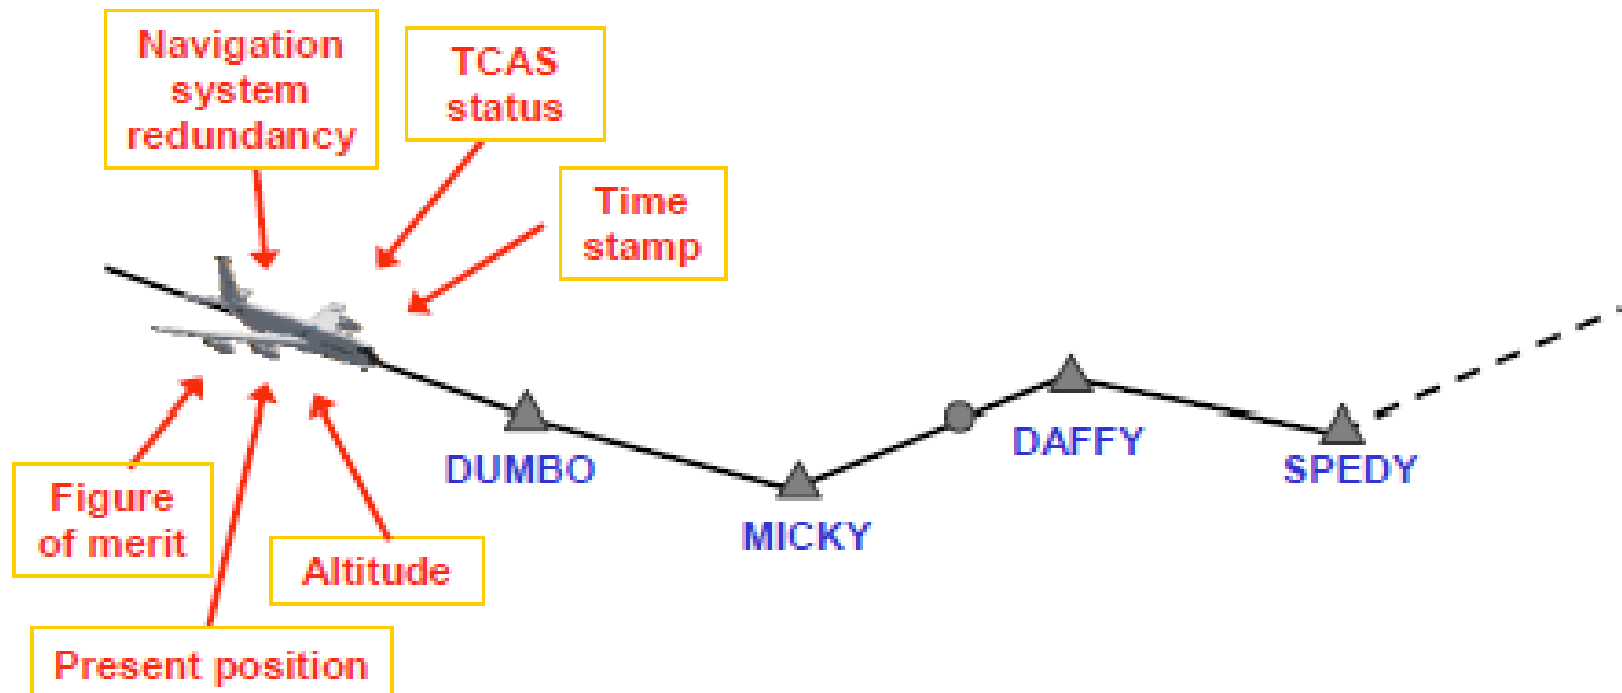 Navigation
system
redundancy
TCAS
status
Time
stamp
DUMBO
MICKY
DAFFY
SPEDY
Figure
of merit
Altitude
Present position